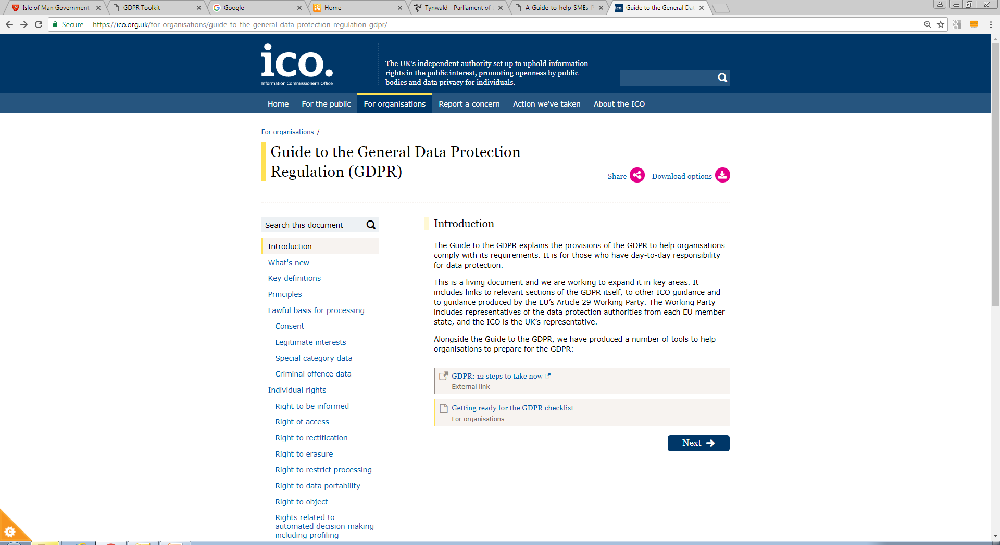 Isle of Man Government
GDPR Toolkit
Google
Home
Tynwald - Parliament of
A-Guide-to-help-SMEs-P
ico.
Guide to the General Dat
Secure
https://ico.org.uk/for-organisations/guide-to-the-general-data-protection-regulation-gdpr/
ico.
Information Commissioner's Office
The UK's independent authority set up to uphold information
rights in the public interest, promoting openness by public
bodies and data privacy for individuals.
Home
For the public
For organisations
Report a concern
Action we've taken
About the ICO
For organisations /
Guide to the General Data Protection
Regulation (GDPR)
Share
Download options
Search this document
Introduction
What's new
Key definitions
Principles
Lawful basis for processing
Consent
Legitimate interests
Special category data
Criminal offence data
Individual rights
Right to be informed
Right of access
Right to rectification
Right to erasure
Right to restrict processing
Right to data portability
Right to object
Rights related to
automated decision making
including profiling
Introduction
The Guide to the GDPR explains the provisions of the GDPR to help organisations
comply with its requirements. It is for those who have day-to-day responsibility
for data protection.
This is a living document and we are working to expand it in key areas. It
includes links to relevant sections of the GDPR itself, to other ICO guidance and
to guidance produced by the EU's Article 29 Working Party. The Working Party
includes representatives of the data protection authorities from each EU member
state, and the ICO is the UK's representative.
Alongside the Guide to the GDPR, we have produced a number of tools to help
organisations to prepare for the GDPR:
GDPR: 12 steps to take now
External link
Getting ready for the GDPR checklist
For organisations
Next